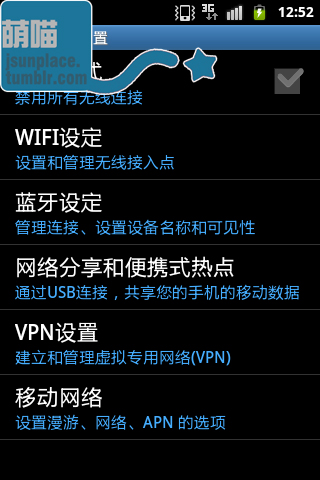 3G 12:52
萌喵
jsunplace.
tumblr.com
置
式
禁用所有无线连接
WIFI设定
设置和管理无线接入点
蓝牙设定
管理连接、设置设备名称和可见性
网络分享和便携式热点
通过USB连接，共享您的手机的移动数据
VPN设置
建立和管理虚拟专用网络(VPN)
移动网络
设置漫游、网络、APN 的选项